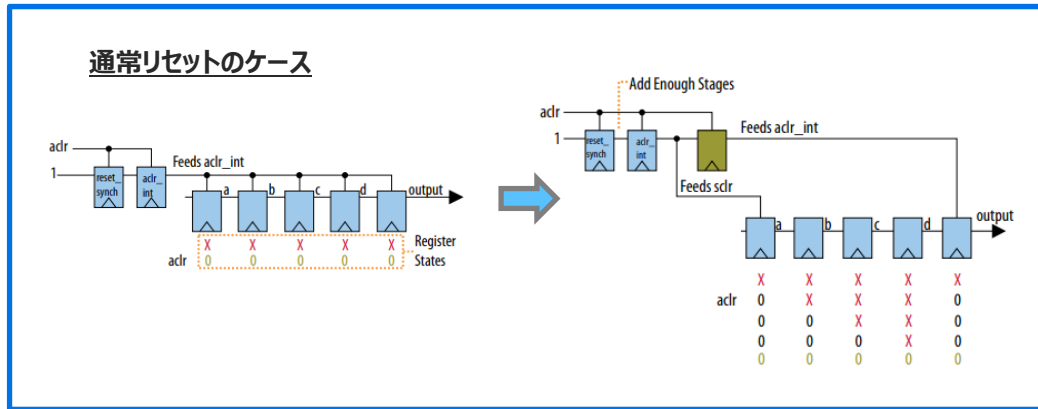 通常リセットのケース
aclr
1
reset_
synch
aclr_
int
Feeds aclr_int
a
b
c
d
output
X X X X X
aclr 0 0 0 0 0
Register
States
Add Enough Stages
aclr
1
reset_
synch
aclr_
int
Feeds aclr_int
Feeds sclr
a
b
c
d
output
X X X X X
aclr 0 X X X 0
0 0 X X 0
0 0 0 X 0
0 0 0 0 0